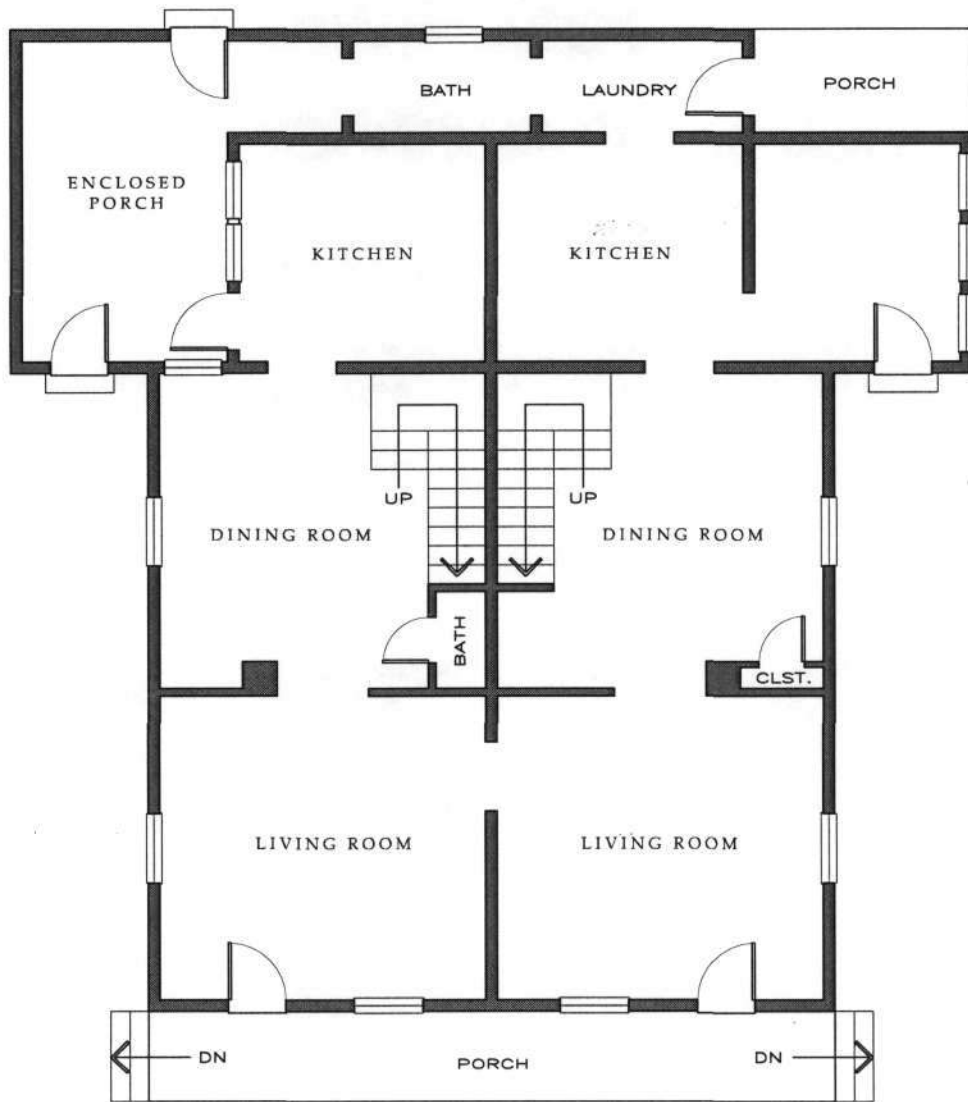 BATH
LAUNDRY
PORCH
ENCLOSED
PORCH
KITCHEN
KITCHEN
UP
UP
DINING ROOM
DINING ROOM
BATH
CLST.
LIVING ROOM
LIVING ROOM
DN
PORCH
DN